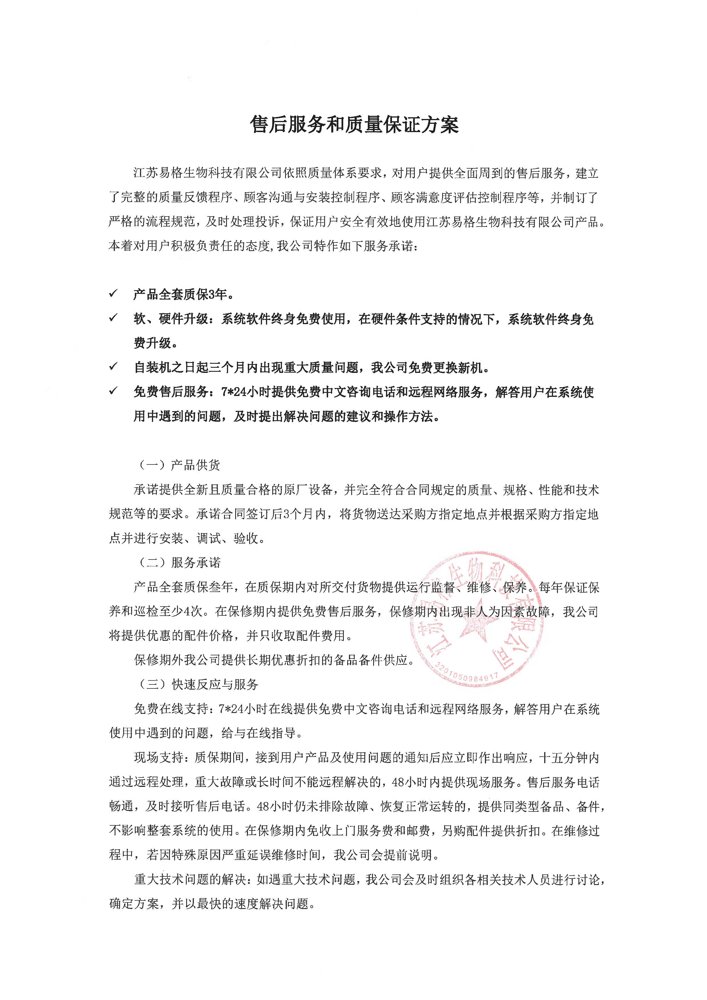 售后服务和质量保证方案
江苏易格生物科技有限公司依照质量体系要求，对用户提供全面周到的售后服务，建立
了完整的质量反馈程序、顾客沟通与安装控制程序、顾客满意度评估控制程序等，并制订了
严格的流程规范，及时处理投诉，保证用户安全有效地使用江苏易格生物科技有限公司产品。
本着对用户积极负责任的态度,我公司特作如下服务承诺：
✓ 产品全套质保3年。
✓ 软、硬件升级：系统软件终身免费使用，在硬件条件支持的情况下，系统软件终身免
费升级。
✓ 自装机之日起三个月内出现重大质量问题，我公司免费更换新机。
✓ 免费售后服务：7*24小时提供免费中文咨询电话和远程网络服务，解答用户在系统使
用中遇到的问题，及时提出解决问题的建议和操作方法。
（一）产品供货
承诺提供全新且质量合格的原厂设备，并完全符合合同规定的质量、规格、性能和技术
规范等的要求。承诺合同签订后3个月内，将货物送达采购方指定地点并根据采购方指定地
点并进行安装、调试、验收。
（二）服务承诺
产品全套质保叁年，在质保期内对所交付货物提供运行监督、维修、保养。每年保证保
养和巡检至少4次。在保修期内提供免费售后服务，保修期内出现非人为因素故障，我公司
将提供优惠的配件价格，并只收取配件费用。
保修期外我公司提供长期优惠折扣的备品备件供应。
（三）快速反应与服务
免费在线支持：7*24小时在线提供免费中文咨询电话和远程网络服务，解答用户在系统
使用中遇到的问题，给与在线指导。
现场支持：质保期间，接到用户产品及使用问题的通知后应立即作出响应，十五分钟内
通过远程处理，重大故障或长时间不能远程解决的，48小时内提供现场服务。售后服务电话
畅通，及时接听售后电话。48小时仍未排除故障、恢复正常运转的，提供同类型备品、备件，
不影响整套系统的使用。在保修期内免收上门服务费和邮费，另购配件提供折扣。在维修过
程中，若因特殊原因严重延误维修时间，我公司会提前说明。
重大技术问题的解决：如遇重大技术问题，我公司会及时组织各相关技术人员进行讨论，
确定方案，并以最快的速度解决问题。
江苏易格生物科技有限公司
3201050984917